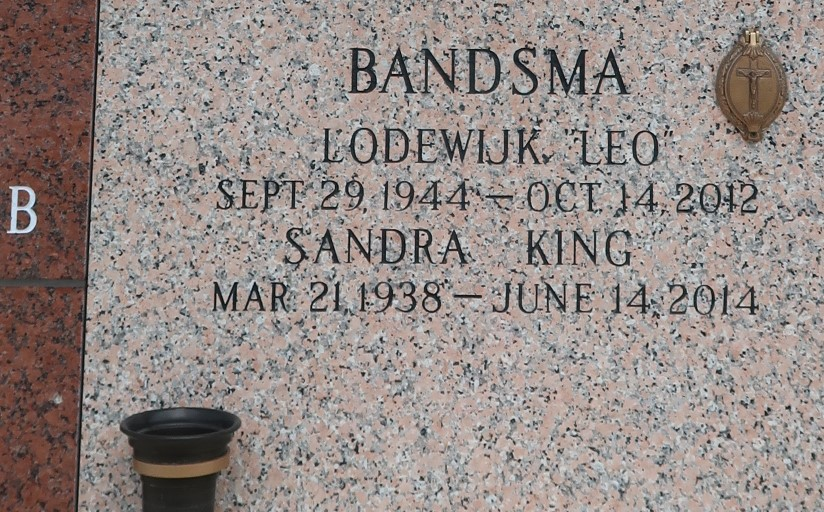 BANDSMA
LODEWIJK "LEO"
SEPT 29, 1944 — OCT. 14, 2012
SANDRA KING
MAR 21, 1938 — JUNE 14, 2014
B